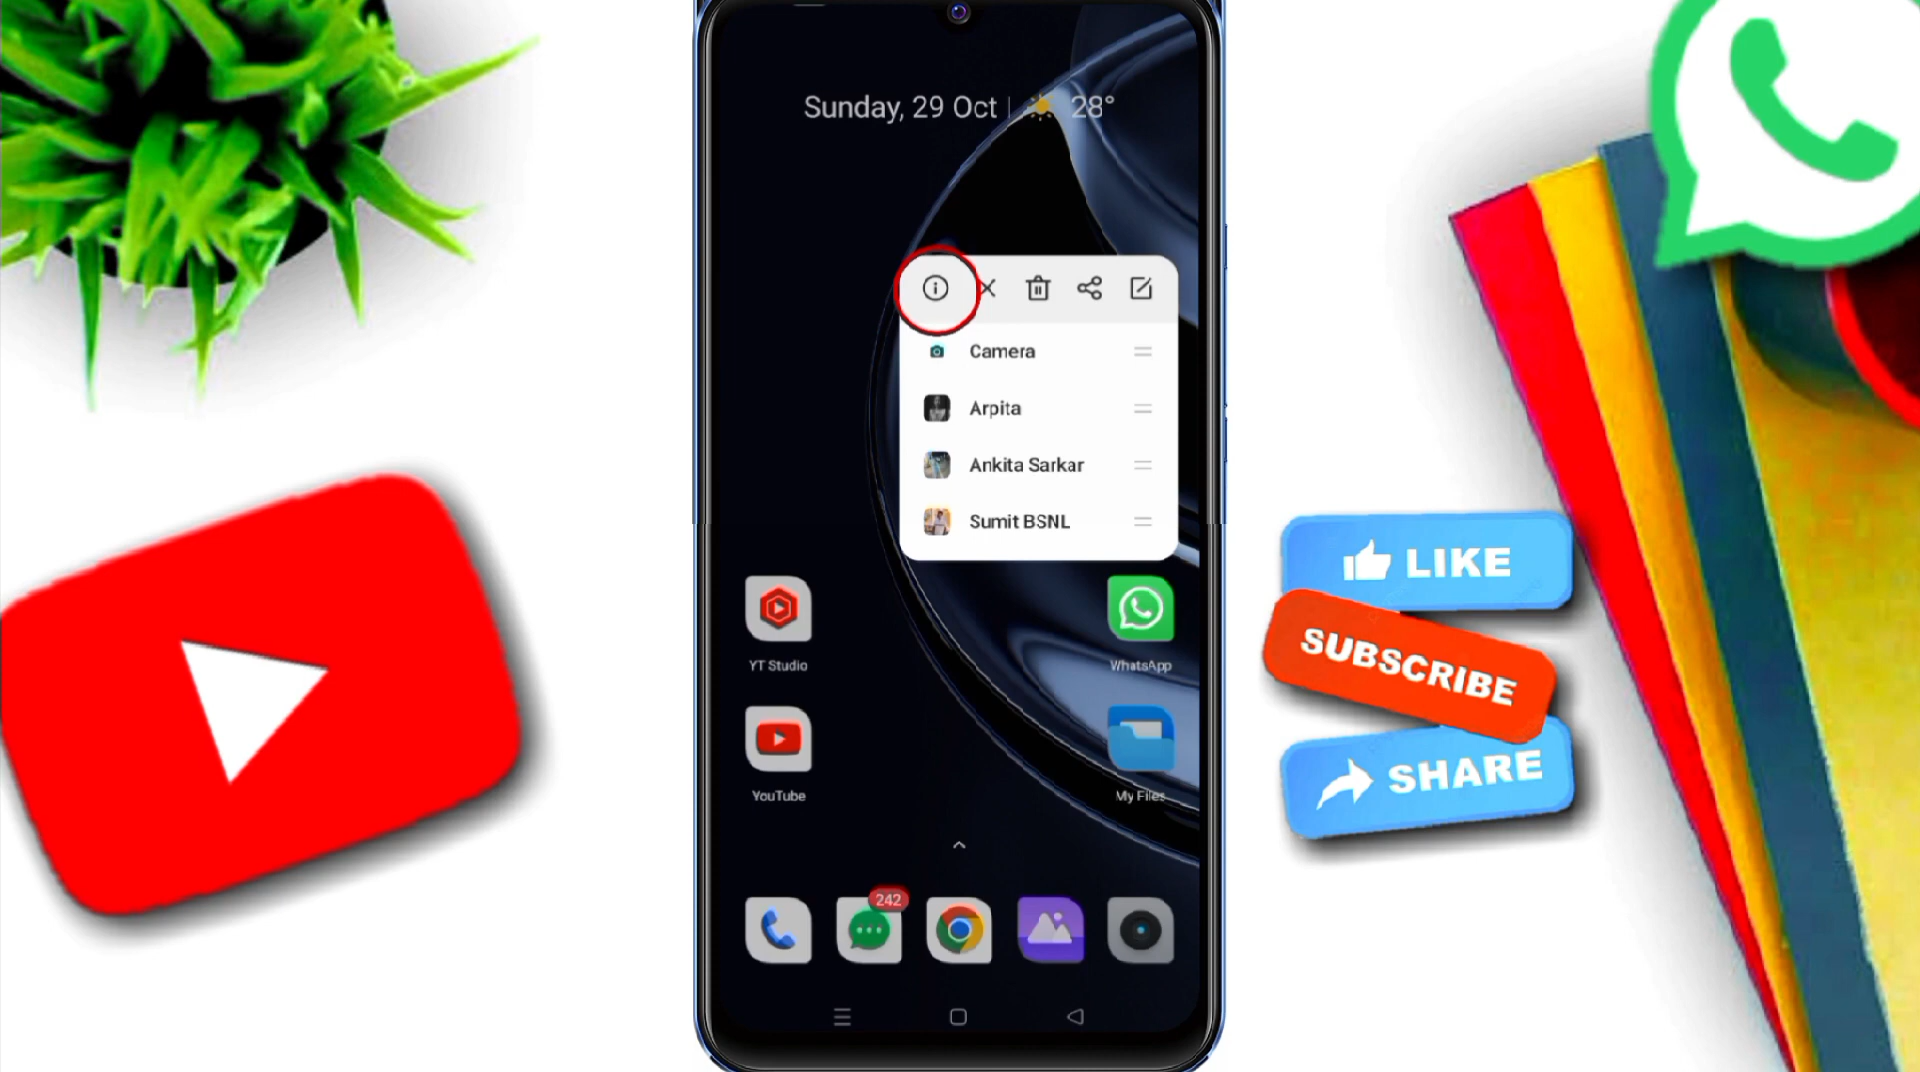 Sunday, 29 Oct | 28°
Camera
Arpita
Ankita Sarkar
Sumit BSNL
YT Studio
WhatsApp
YouTube
My Files
242
LIKE
SUBSCRIBE
SHARE